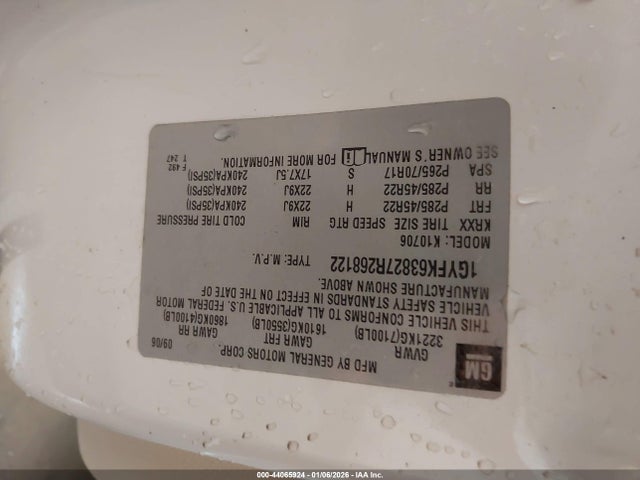 GM
MFD BY GENERAL MOTORS CORP. 09/06
GVWR GAWR FRT GAWR RR
3221KG(7100LB) 1610KG(3550LB) 1860KG(4100LB)
THIS VEHICLE CONFORMS TO ALL APPLICABLE U.S. FEDERAL MOTOR
VEHICLE SAFETY STANDARDS IN EFFECT ON THE DATE OF
MANUFACTURE SHOWN ABOVE.
1GYFK63827R268122 TYPE: M.P.V.
MODEL: K10706
KRXX TIRE SIZE SPEED RTG RIM COLD TIRE PRESSURE
FRT P285/45R22 H 22X9J 240KPA(35PSI)
RR P285/45R22 H 22X9J 240KPA(35PSI)
SPA P265/70R17 S 17X7.5J 240KPA(35PSI)
SEE OWNER'S MANUAL FOR MORE INFORMATION.
F 492
T 247
000-44065924 | 01/06/2026 - IAA Inc.